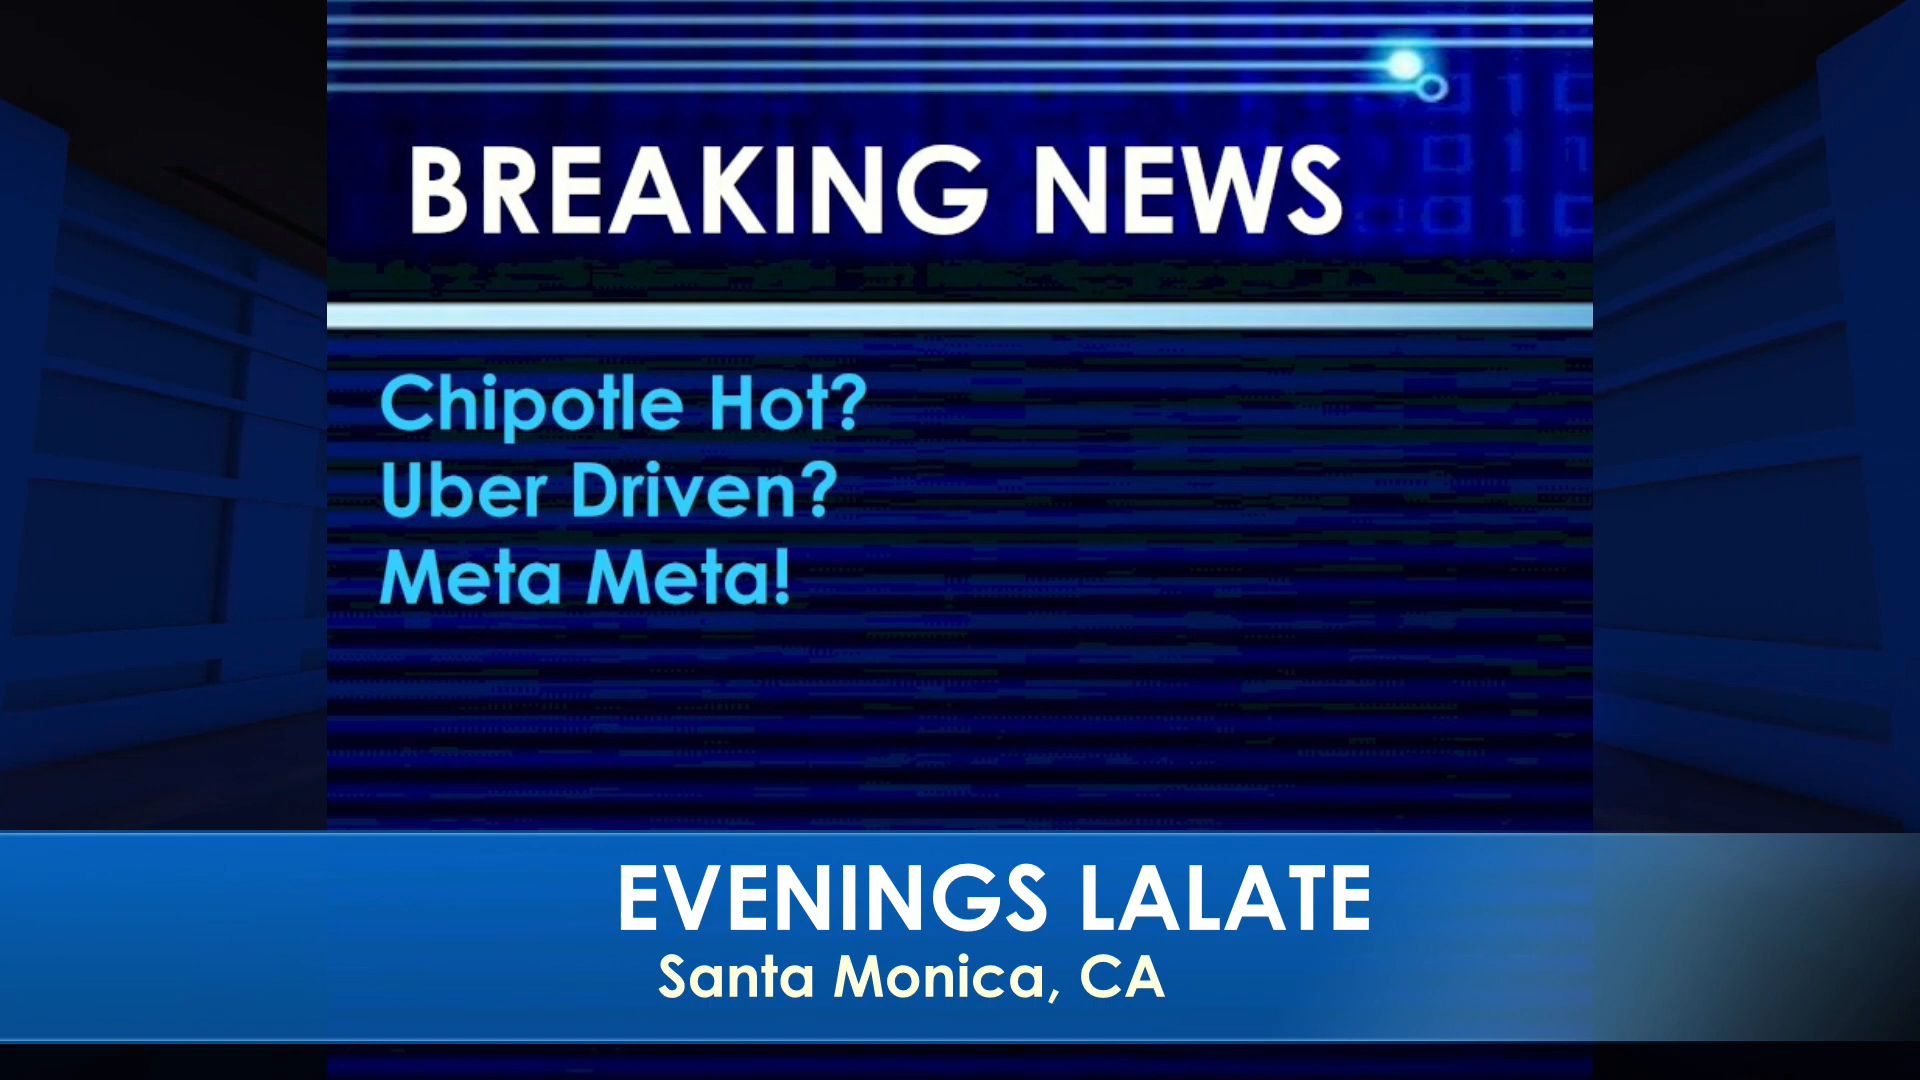 BREAKING NEWS
Chipotle Hot?
Uber Driven?
Meta Meta!
EVENINGS LALATE
Santa Monica, CA